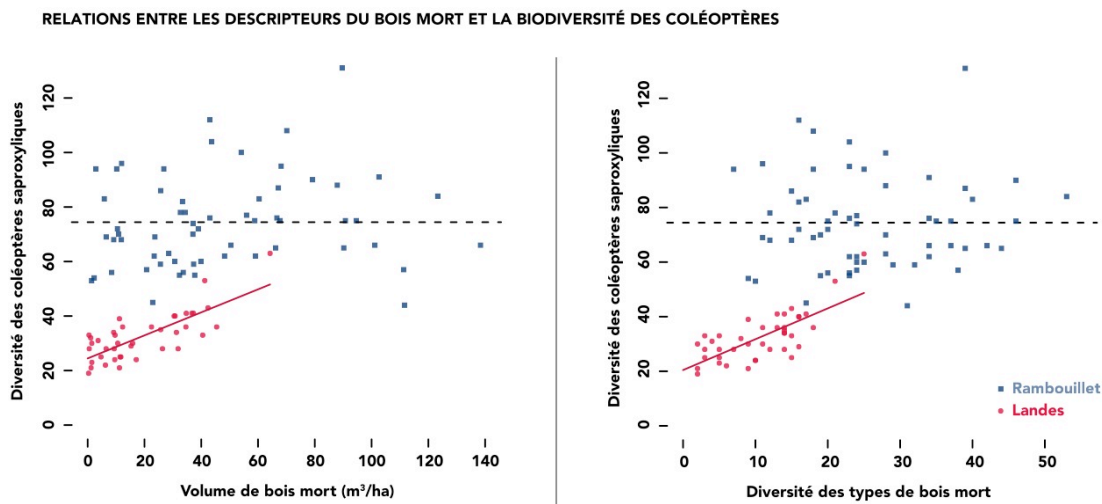 RELATIONS ENTRE LES DESCRIPTEURS DU BOIS MORT ET LA BIODIVERSITÉ DES COLÉOPTÈRES
Diversité des coléoptères saproxyliques
120
100
80
60
40
20
0
0 20 40 60 80 100 120 140
Volume de bois mort (m³/ha)
Diversité des coléoptères saproxyliques
120
100
80
60
40
20
0
Rambouillet
Landes
0 10 20 30 40 50
Diversité des types de bois mort